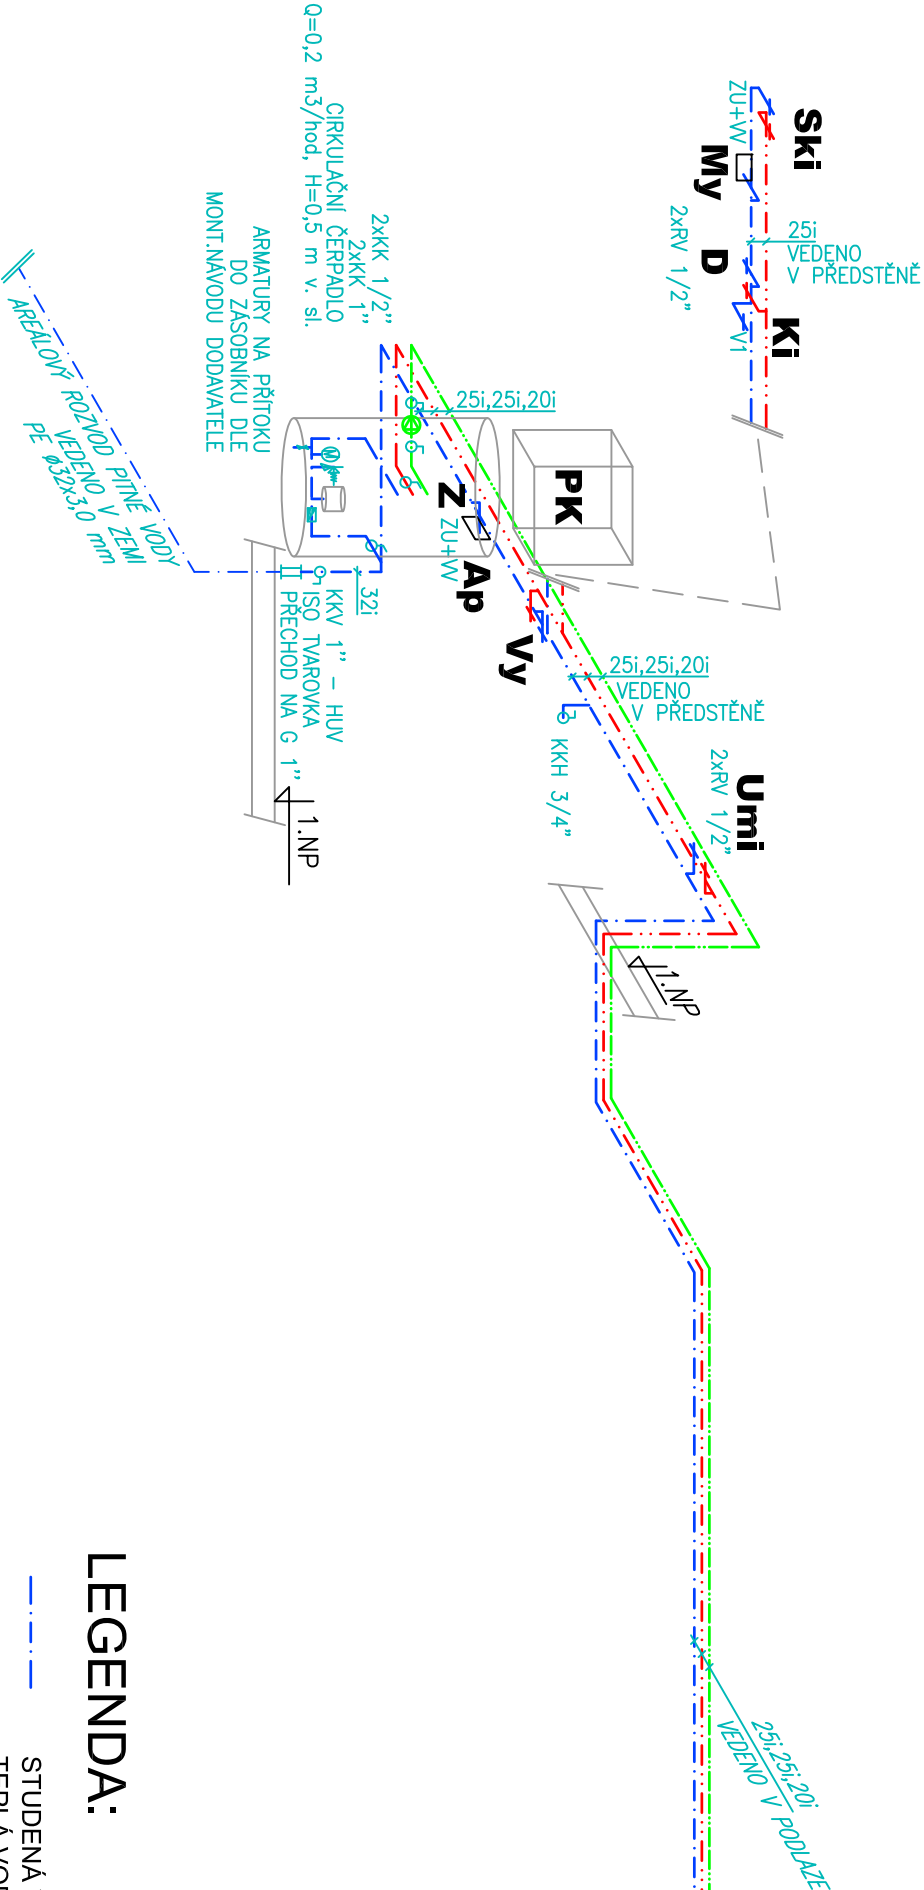 Ski
ZU+VV
My
2xRV 1/2"
D
25i
VEDENO
V PŘEDSTĚNĚ
Ki
V1
Q=0,2 m3/hod, H=0,5 m v. sl.
CIRKULAČNÍ ČERPADLO
2xKK 1"
2xKK 1/2"
ARMATURY NA PŘÍTOKU
DO ZÁSOBNÍKU DLE
MONT.NÁVODU DODAVATELE
AREÁLOVÝ ROZVOD PITNÉ VODY
VEDENO V ZEMI
PE ø32x3,0 mm
25i,25i,20i
PK
M
Z
ZU+VV
Ap
Vy
32i
KKV 1" – HUV
ISO TVAROVKA
PŘECHOD NA G 1"
1.NP
25i,25i,20i
VEDENO
V PŘEDSTĚNĚ
KKH 3/4"
Umi
2xRV 1/2"
1.NP
25i,25i,20i
VEDENO V PODLAZE
LEGENDA:
STUDENÁ